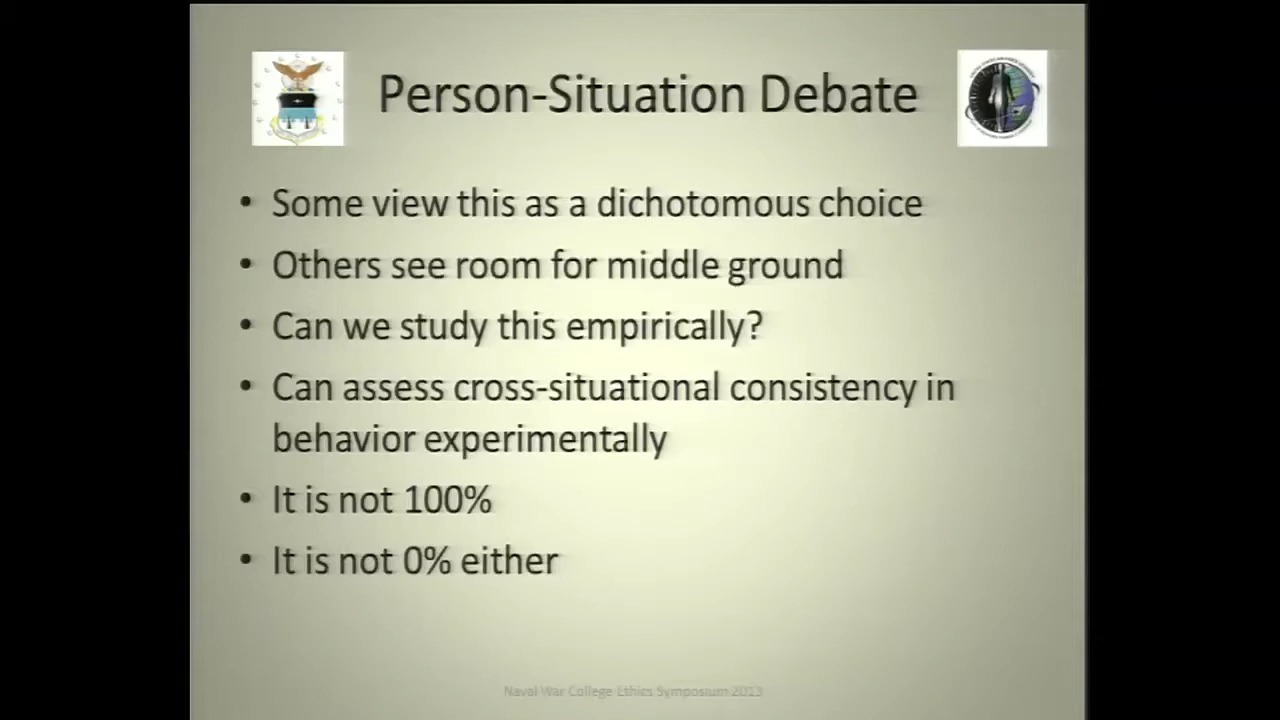 Person-Situation Debate
• Some view this as a dichotomous choice
• Others see room for middle ground
• Can we study this empirically?
• Can assess cross-situational consistency in
behavior experimentally
• It is not 100%
• It is not 0% either
Naval War College Ethics Symposium 2013